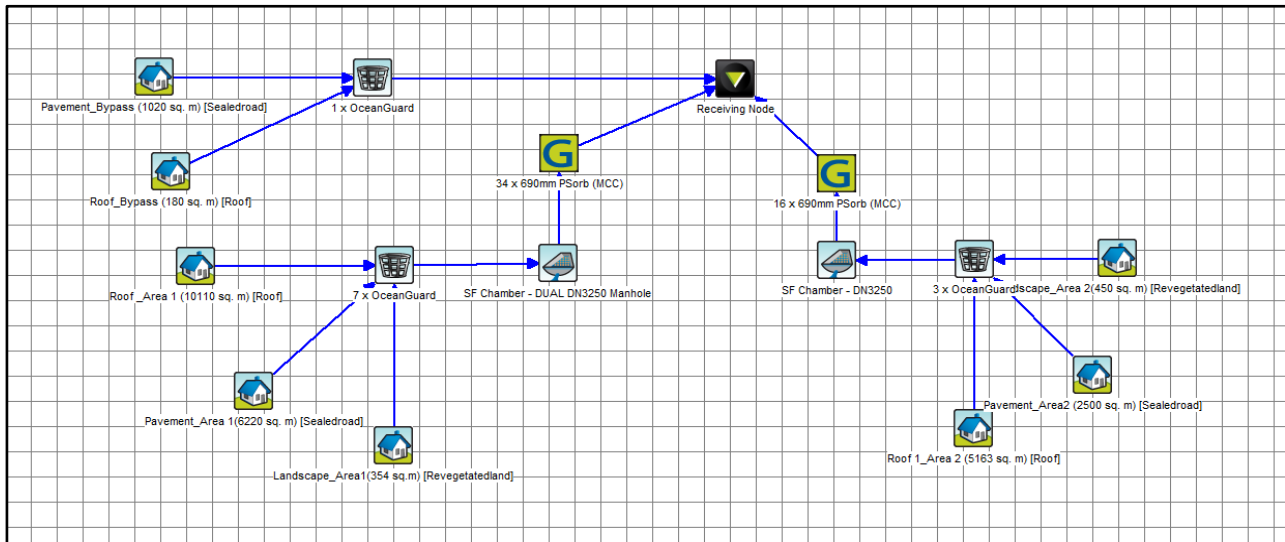 Pavement_Bypass (1020 sq. m) [Sealedroad]
1 x OceanGuard
Receiving Node
G
34 x 690mm PSorb (MCC)
G
16 x 690mm PSorb (MCC)
Roof_Bypass (180 sq. m) [Roof]
Roof _Area 1 (10110 sq. m) [Roof]
7 x OceanGuard
SF Chamber - DUAL DN3250 Manhole
SF Chamber - DN3250
3 x OceanGuard
dscape_Area 2(450 sq. m) [Revegetatedland]
Pavement_Area 1(6220 sq. m) [Sealedroad]
Pavement_Area2 (2500 sq. m) [Sealedroad]
Landscape_Area1(354 sq.m) [Revegetatedland]
Roof 1_Area 2 (5163 sq. m) [Roof]